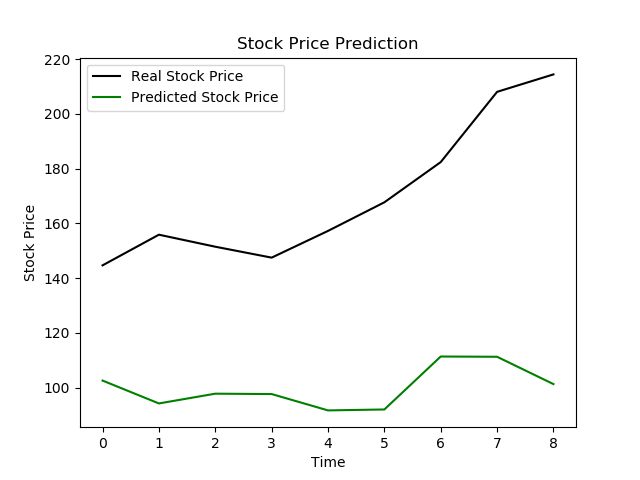 Stock Price Prediction
Real Stock Price
Predicted Stock Price
220
200
180
160
140
120
100
Stock Price
0 1 2 3 4 5 6 7 8
Time